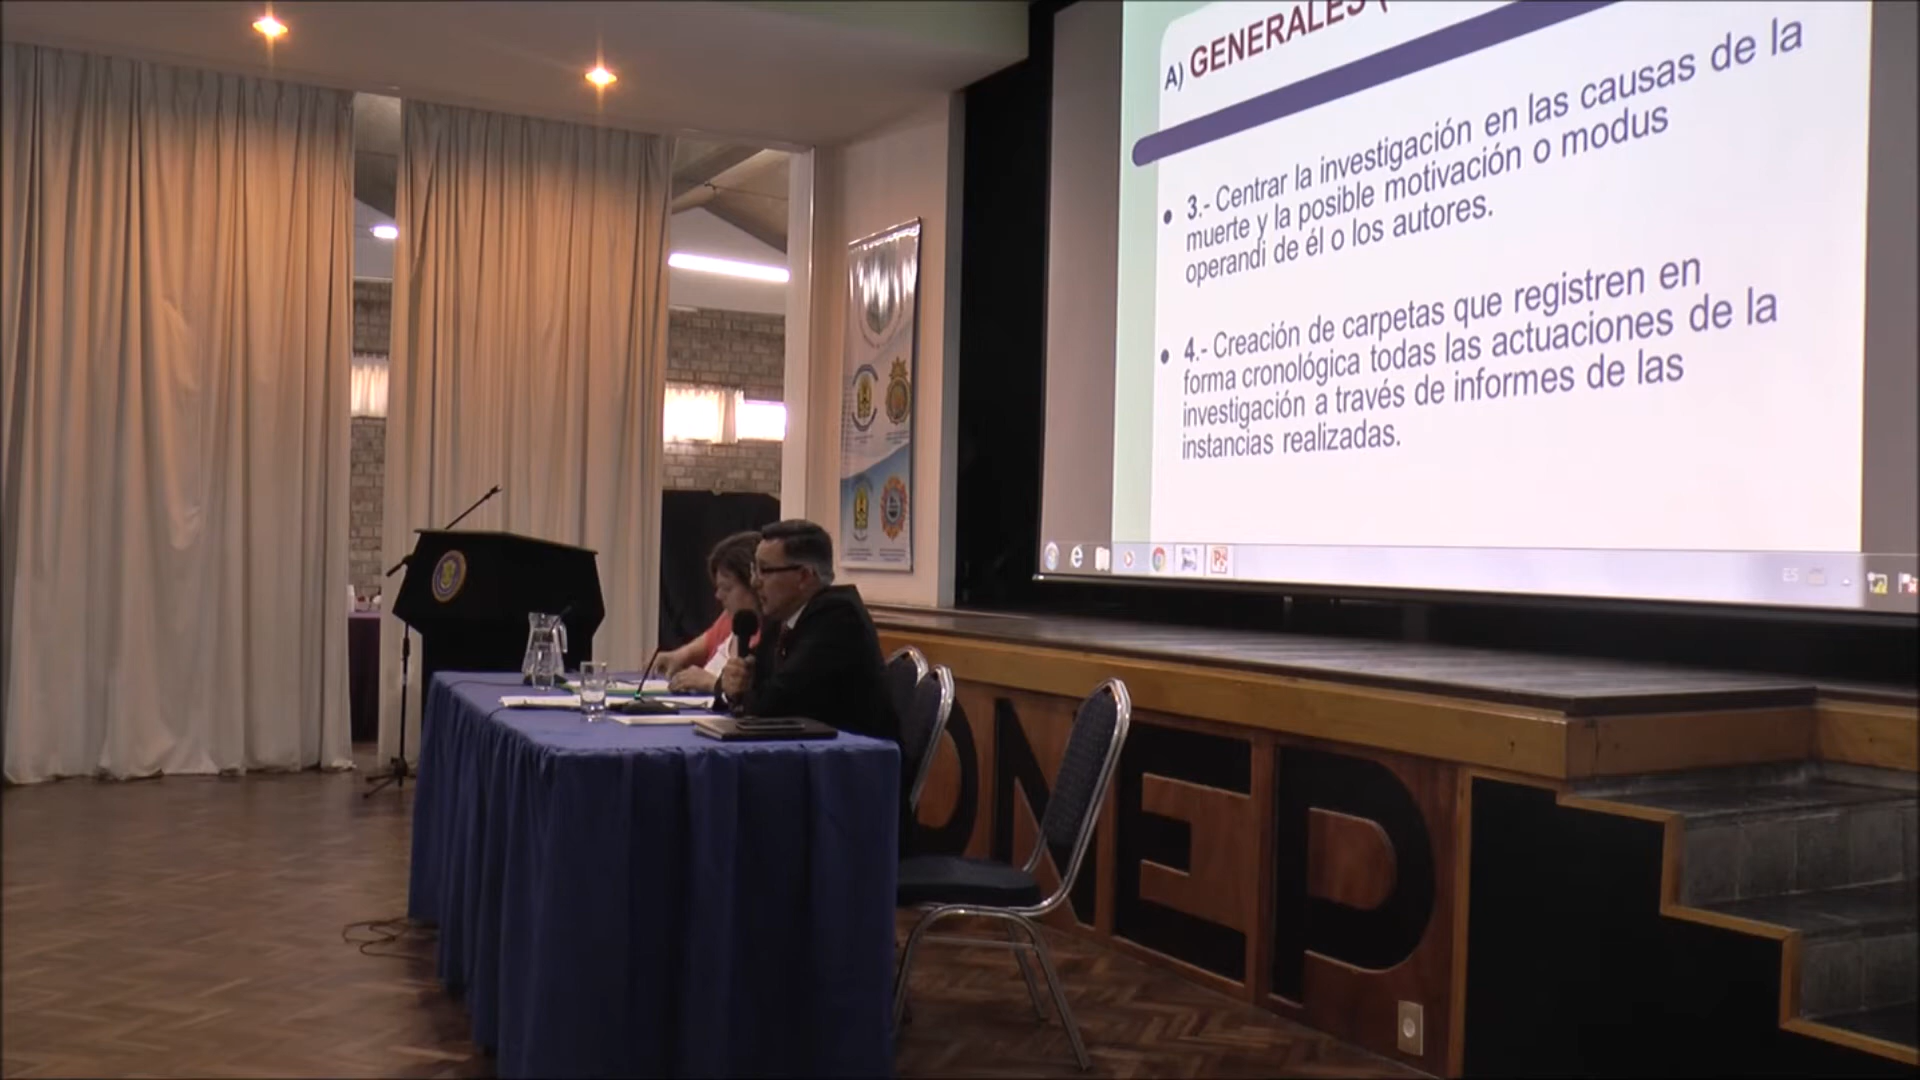 A) GENERALES (
• 3.- Centrar la investigación en las causas de la
muerte y la posible motivación o modus
operandi de él o los autores.
• 4.- Creación de carpetas que registren en
forma cronológica todas las actuaciones de la
investigación a través de informes de las
instancias realizadas.
ES
ONEP